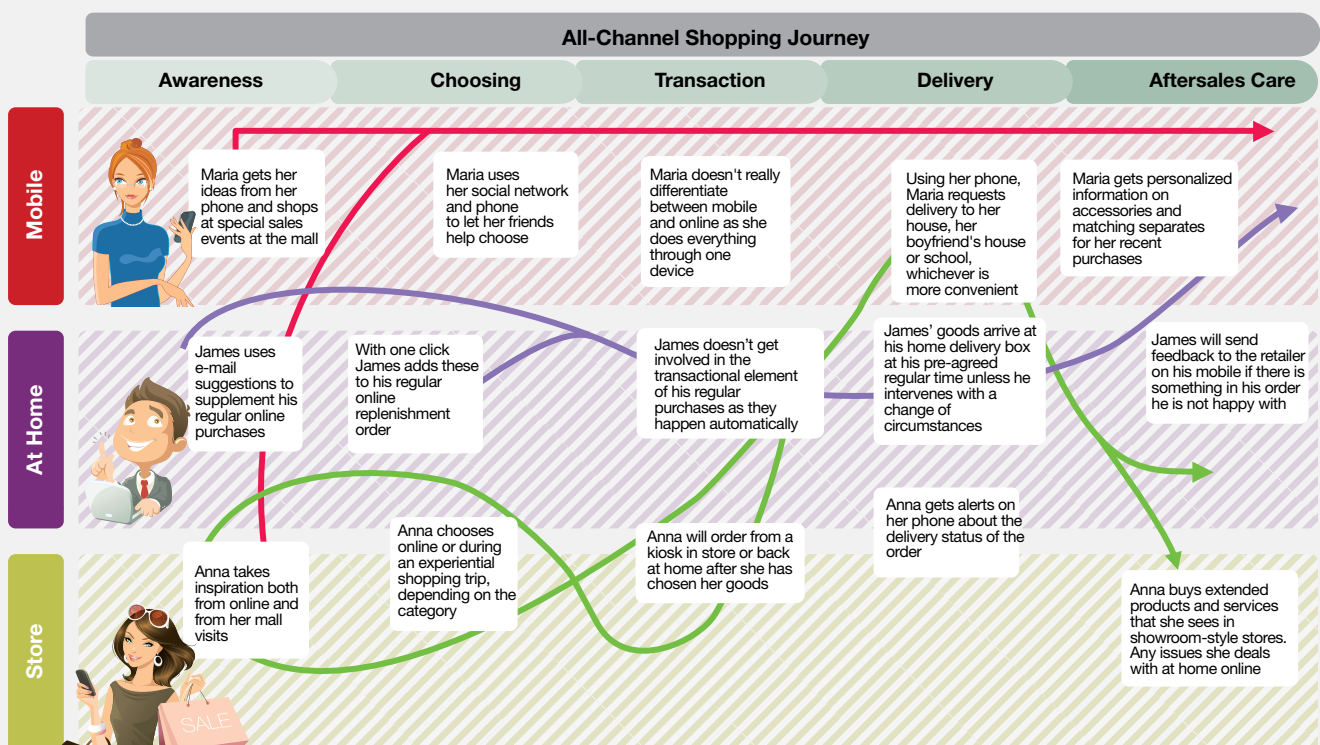 All-Channel Shopping Journey
Awareness
Choosing
Transaction
Delivery
Aftersales Care
Mobile
Maria gets her
ideas from her
phone and shops
at special sales
events at the mall
Maria uses
her social network
and phone
to let her friends
help choose
Maria doesn't really
differentiate
between mobile
and online as she
does everything
through one
device
Using her phone,
Maria requests
delivery to her
house, her
boyfriend's house
or school,
whichever is
more convenient
Maria gets personalized
information on
accessories and
matching separates
for her recent
purchases
At Home
James uses
e-mail
suggestions to
supplement his
regular online
purchases
With one click
James adds these
to his regular
online
replenishment
order
James doesn’t get
involved in the
transactional element
of his regular
purchases as they
happen automatically
James’ goods arrive at
his home delivery box
at his pre-agreed
regular time unless he
intervenes with a
change of
circumstances
James will send
feedback to the retailer
on his mobile if there is
something in his order
he is not happy with
Store
Anna takes
inspiration both
from online and
from her mall
visits
Anna chooses
online or during
an experiential
shopping trip,
depending on the
category
Anna will order from a
kiosk in store or back
at home after she has
chosen her goods
Anna gets alerts on
her phone about the
delivery status of the
order
Anna buys extended
products and services
that she sees in
showroom-style stores.
Any issues she deals
with at home online
SALE